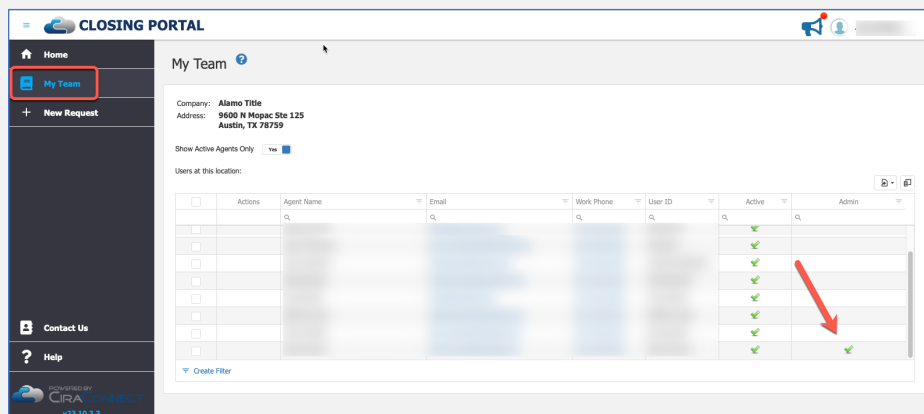 CLOSING PORTAL
Home
My Team
New Request
Contact Us
Help
POWERED BY
CIRACONNECT
My Team ?
Company: Alamo Title
Address: 9600 N Mopac Ste 125
Austin, TX 78759
Show Active Agents Only Yes
Users at this location:
Actions Agent Name Email Work Phone User ID Active Admin
Create Filter